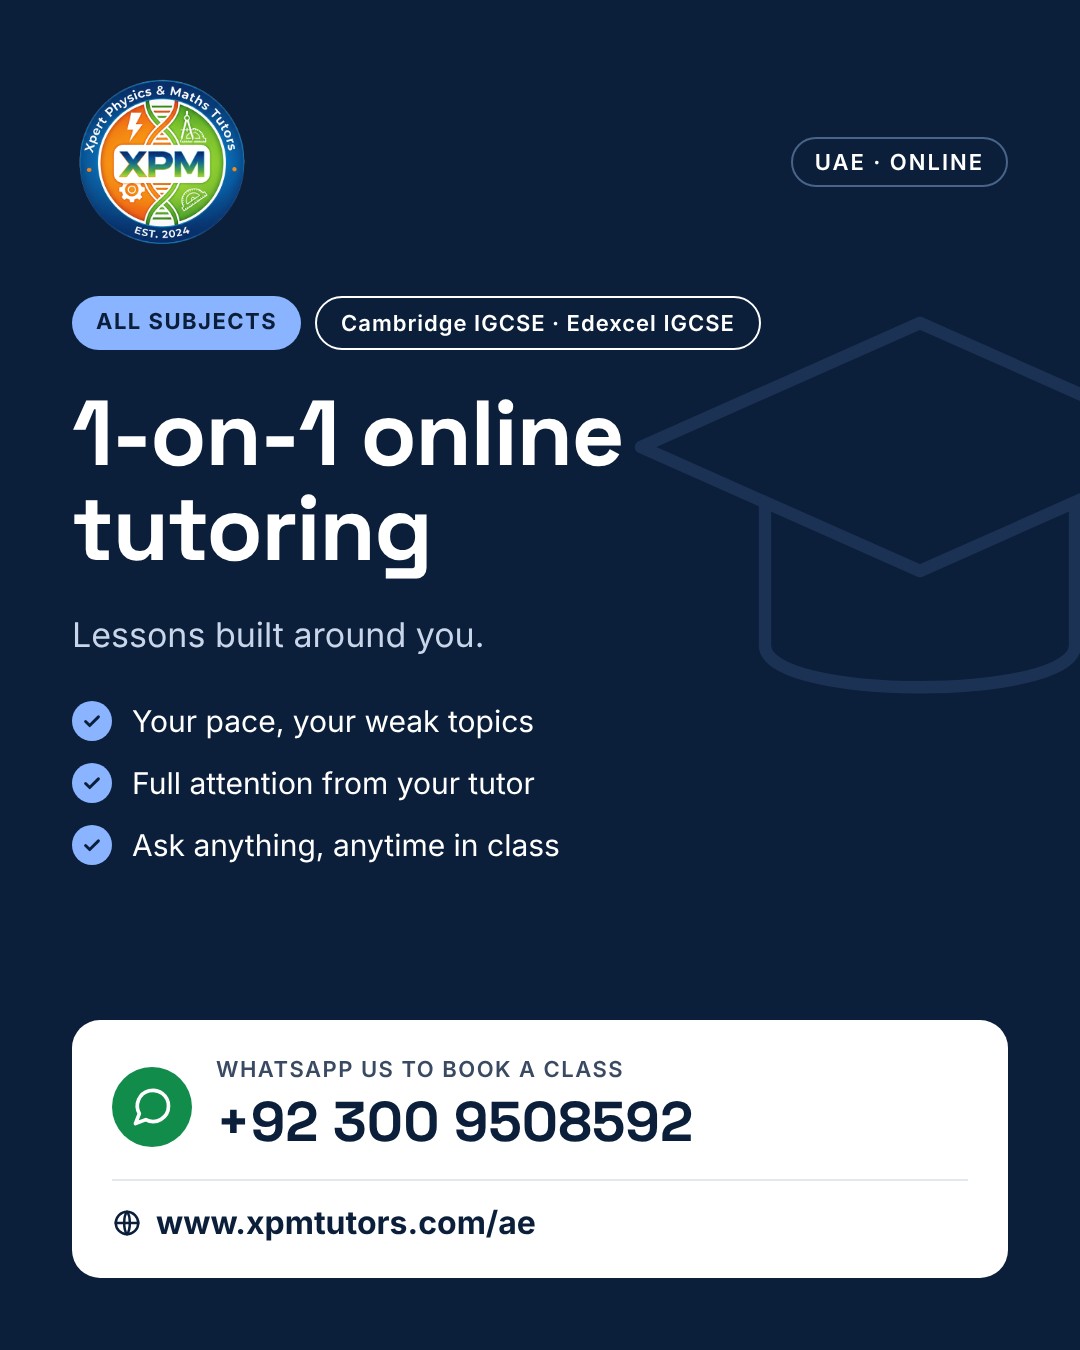 Xpert Physics & Maths Tutors
XPM
EST. 2024
UAE · ONLINE
ALL SUBJECTS
Cambridge IGCSE · Edexcel IGCSE
1-on-1 online
tutoring
Lessons built around you.
Your pace, your weak topics
Full attention from your tutor
Ask anything, anytime in class
WHATSAPP US TO BOOK A CLASS
+92 300 9508592
www.xpmtutors.com/ae